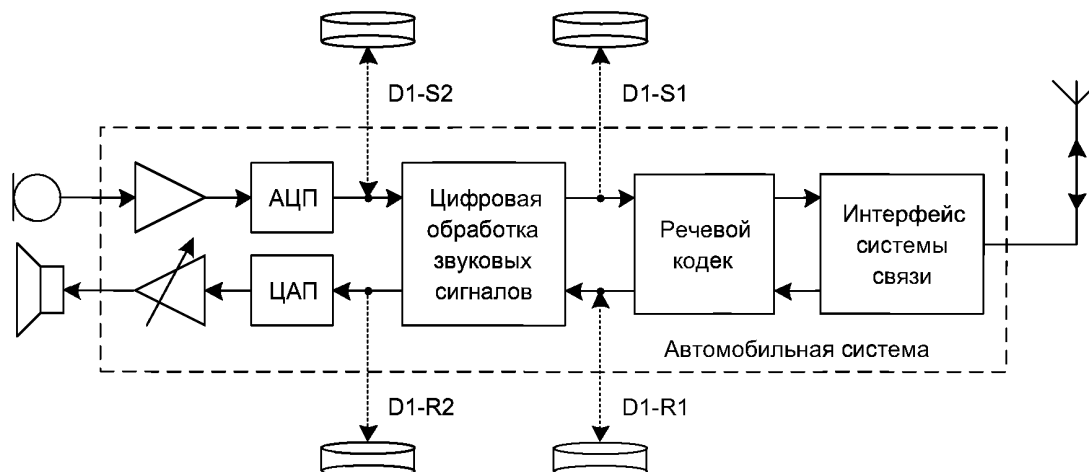 D1-S2
D1-S1
АЦП
Цифровая
обработка
звуковых
сигналов
Речевой
кодек
Интерфейс
системы
связи
ЦАП
Автомобильная система
D1-R2
D1-R1